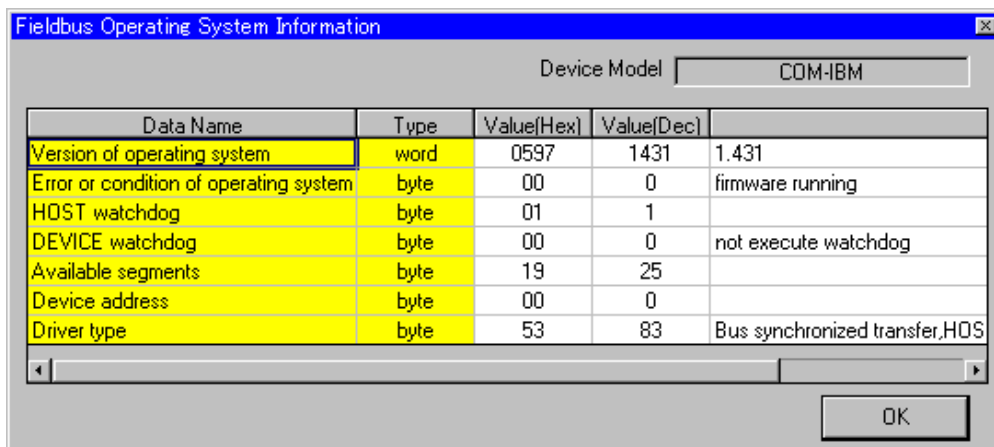 Fieldbus Operating System Information
Device Model COM-IBM
Data Name Type Value(Hex) Value(Dec)
Version of operating system word 0597 1431 1.431
Error or condition of operating system byte 00 0 firmware running
HOST watchdog byte 01 1
DEVICE watchdog byte 00 0 not execute watchdog
Available segments byte 19 25
Device address byte 00 0
Driver type byte 53 83 Bus synchronized transfer,HOS
OK